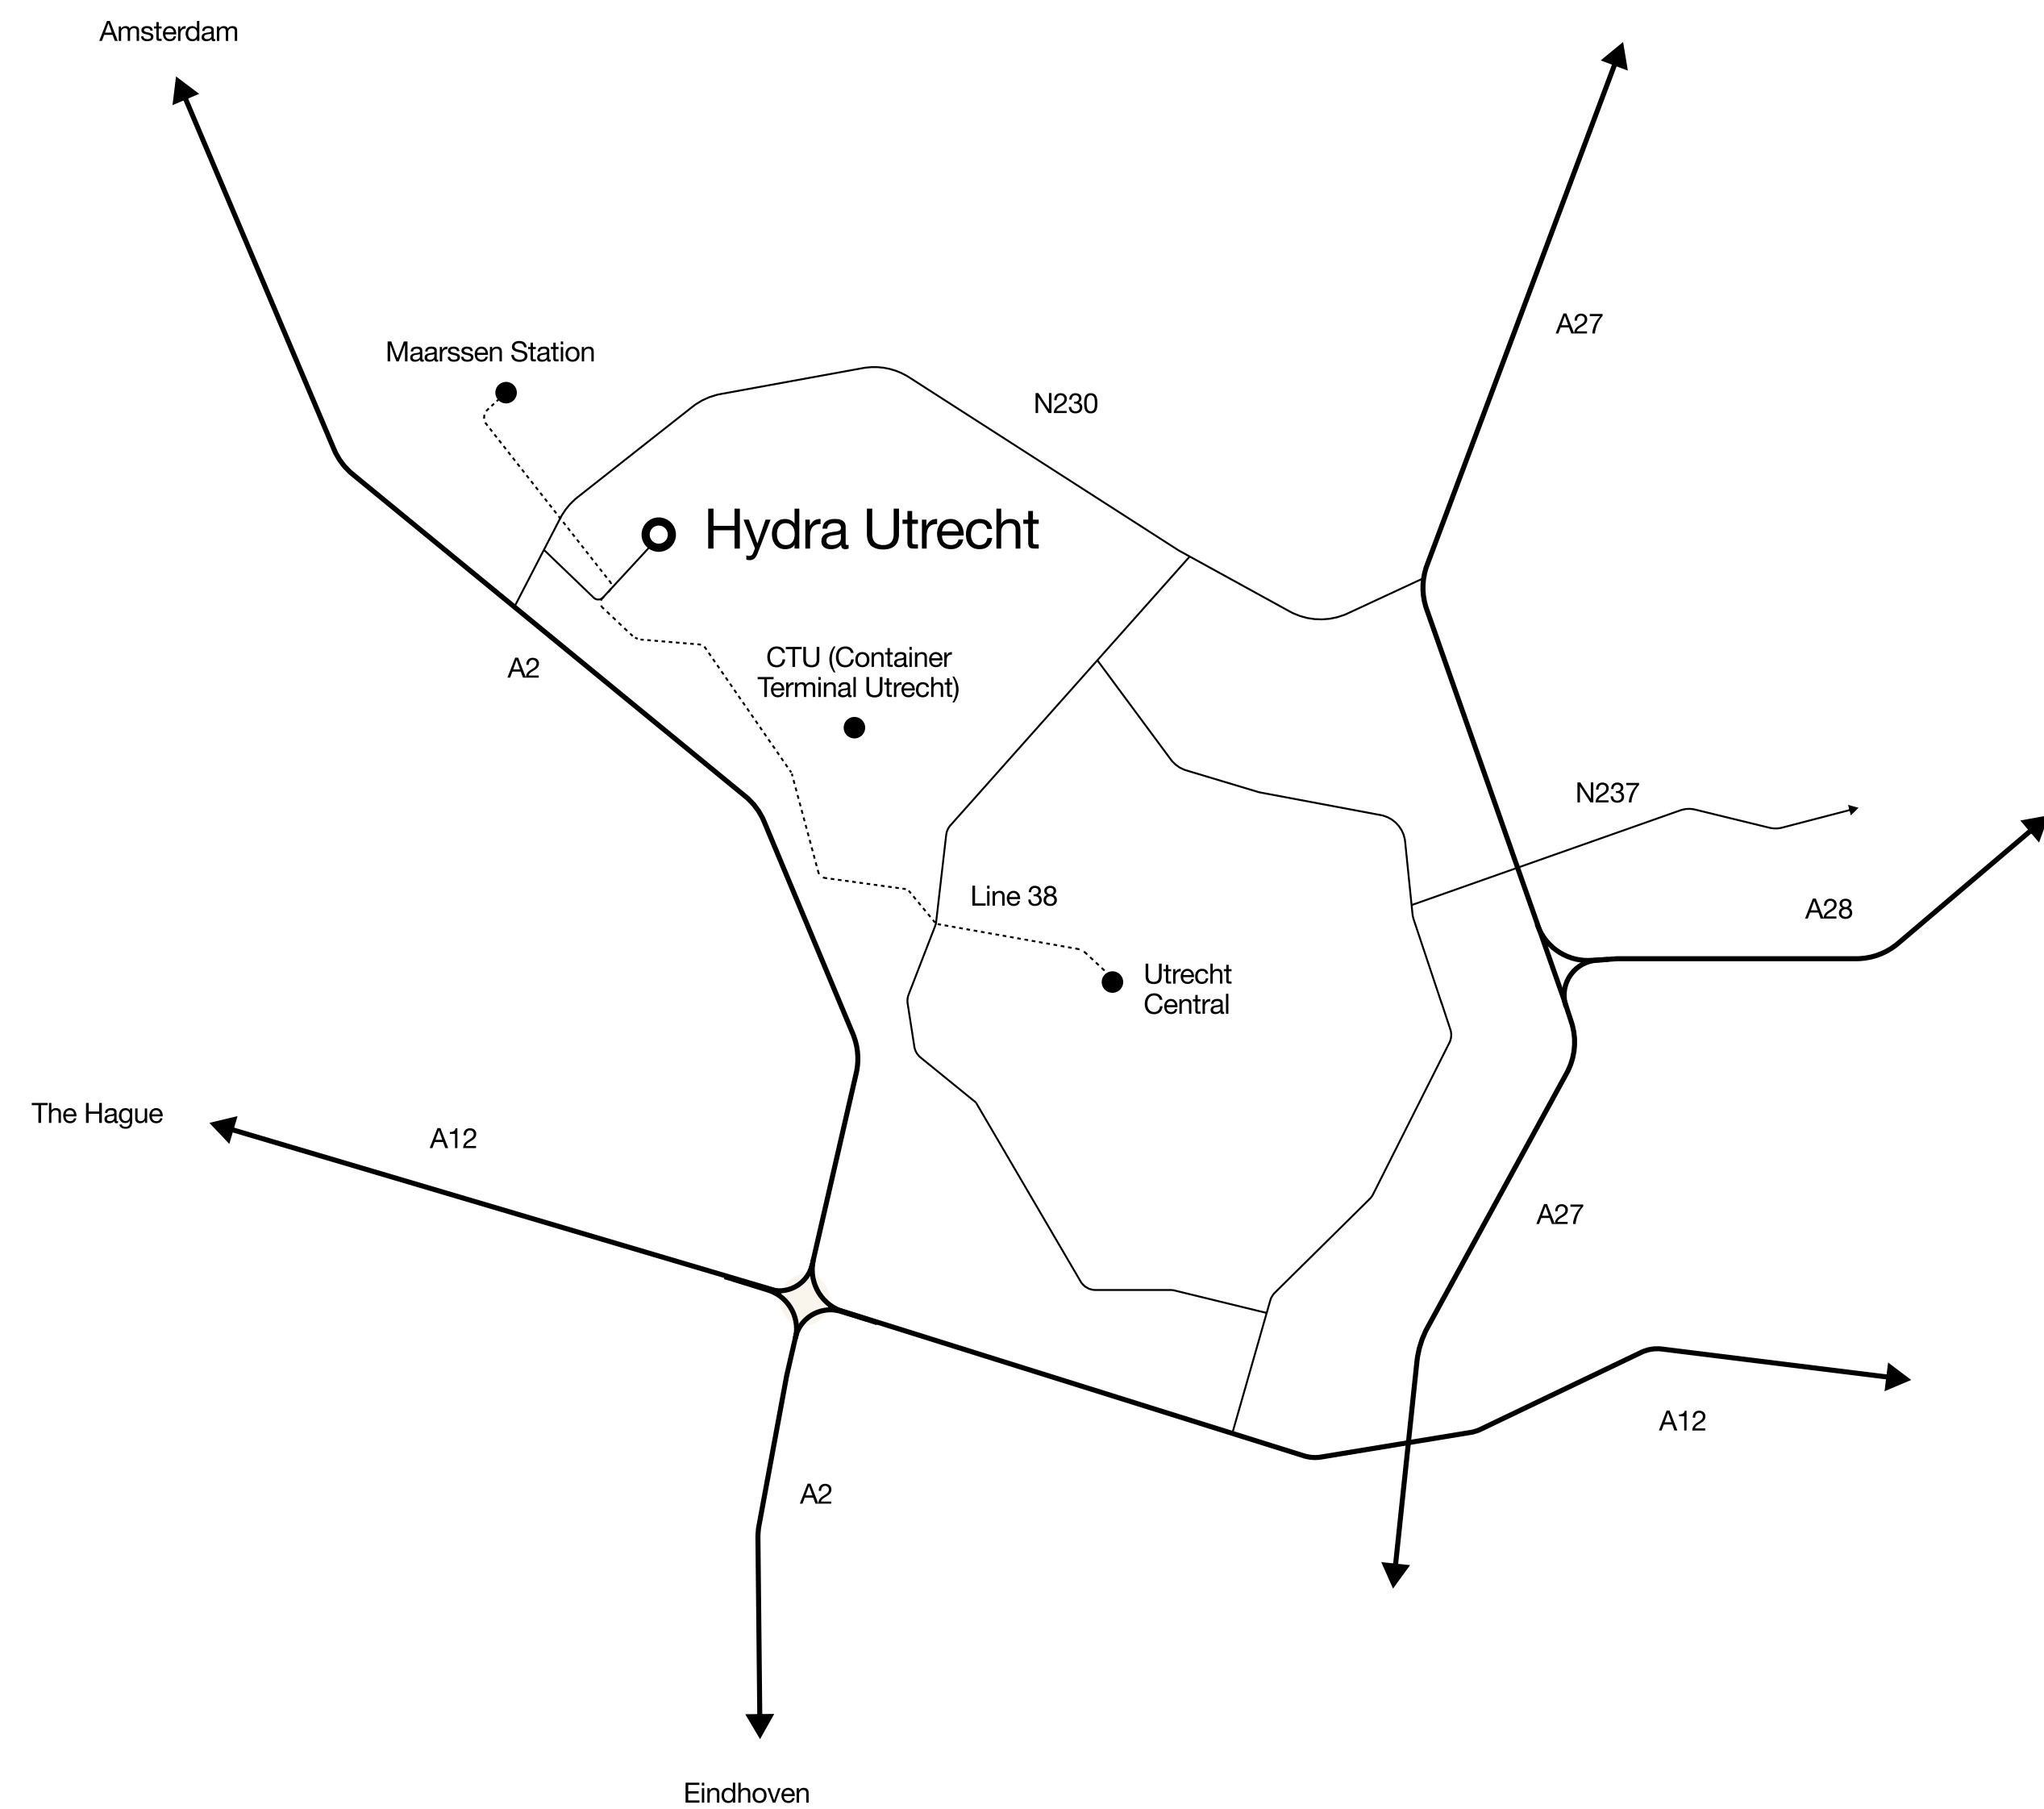 Amsterdam
A27
Maarssen Station
N230
Hydra Utrecht
CTU (Container
Terminal Utrecht)
A2
N237
Line 38
A28
Utrecht
Central
The Hague
A12
A27
A12
A2
Eindhoven